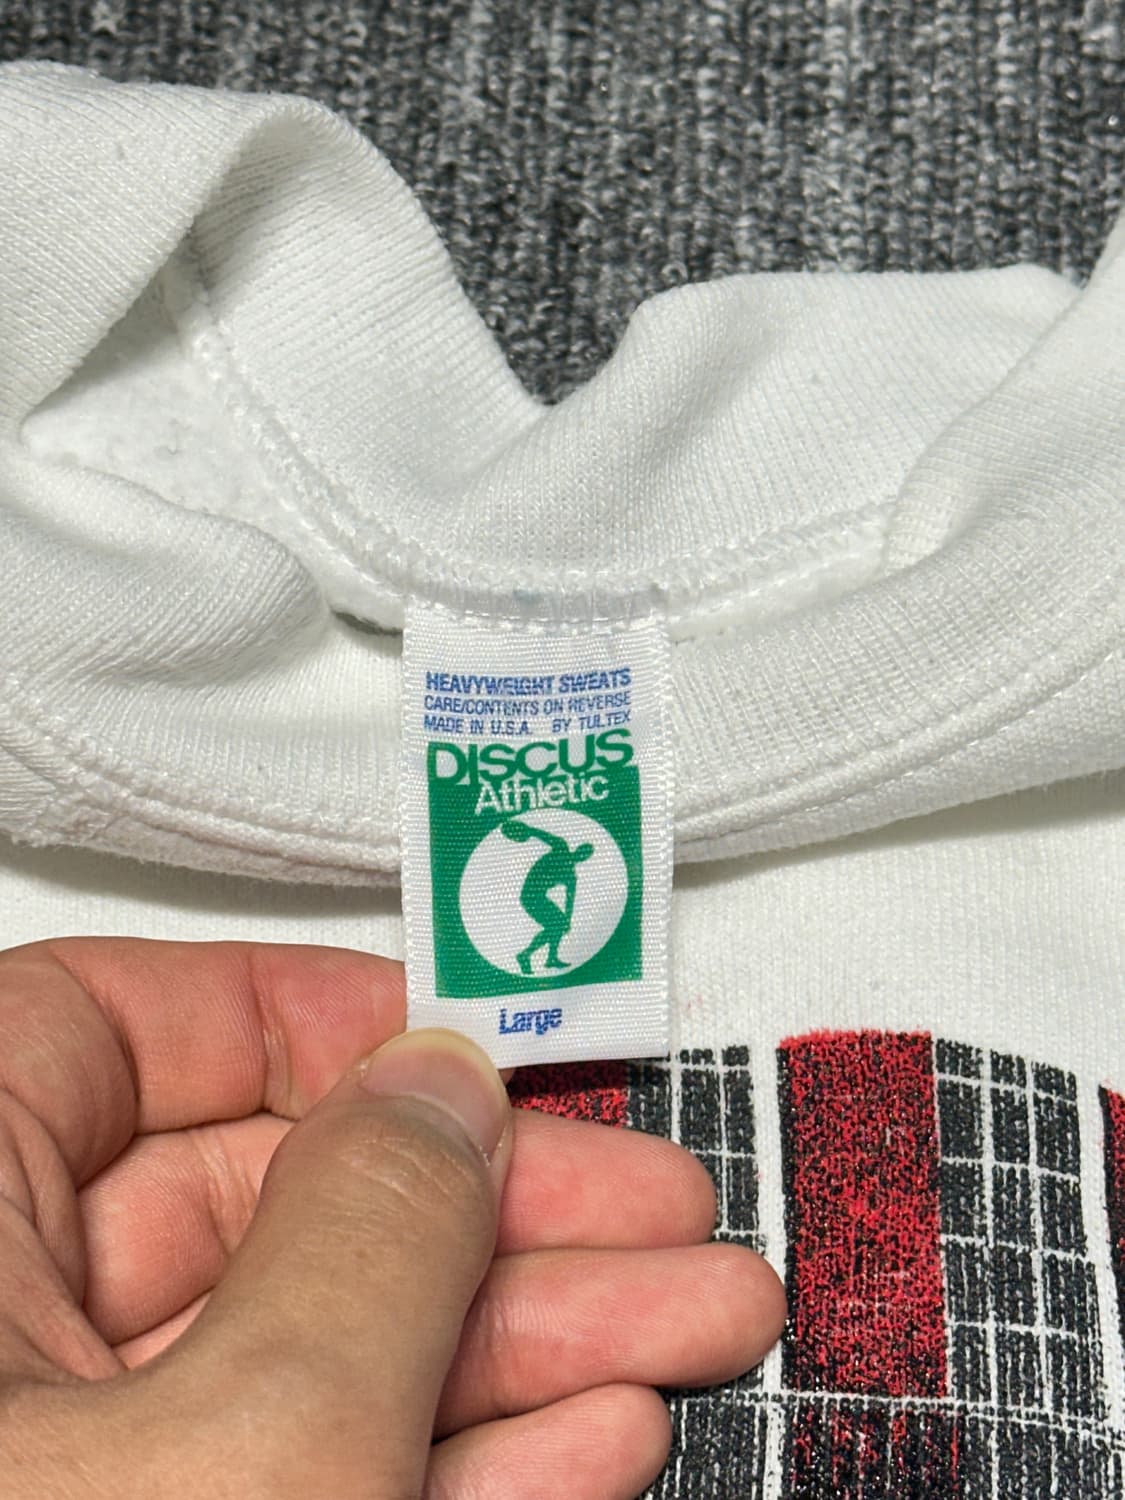 HEAVYWEIGHT SWEATS
CARE/CONTENTS ON REVERSE
MADE IN U.S.A. BY TULTEX
DISCUS
Athletic
Large